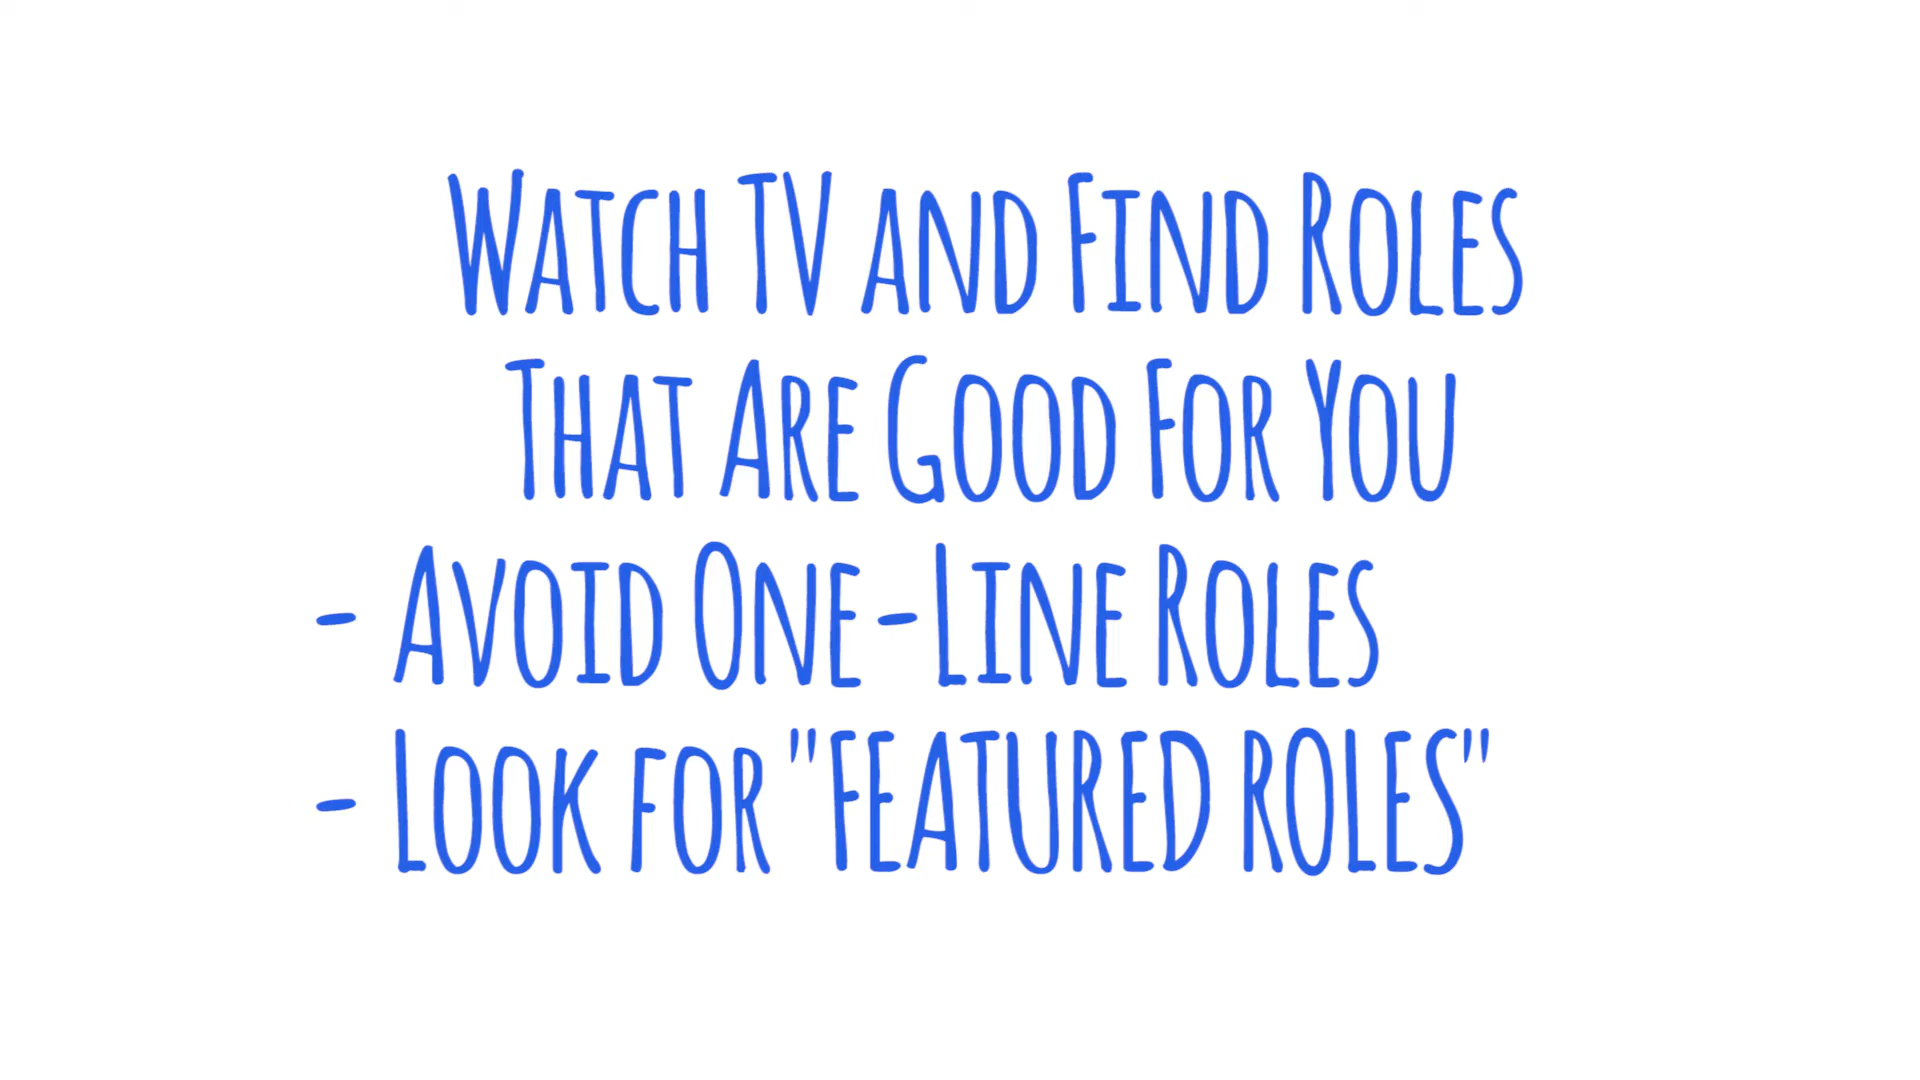 Watch TV and Find Roles
That Are Good For You
- Avoid One-Line Roles
- Look for "FEATURED ROLES"